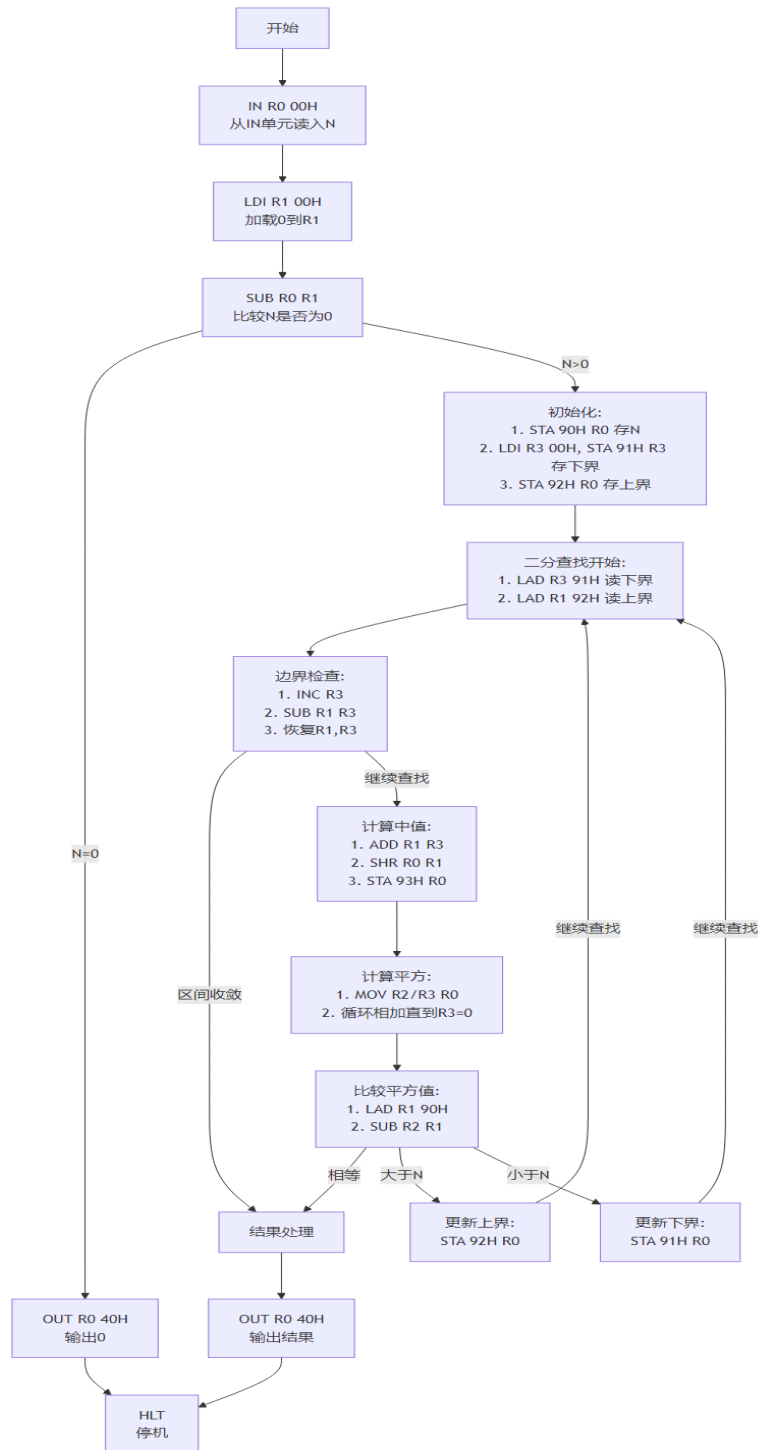 开始
IN R0 00H
从IN单元读入N
LDI R1 00H
加载0到R1
SUB R0 R1
比较N是否为0
N>0
初始化:
1. STA 90H R0 存N
2. LDI R3 00H, STA 91H R3
存下界
3. STA 92H R0 存上界
二分查找开始:
1. LAD R3 91H 读下界
2. LAD R1 92H 读上界
边界检查:
1. INC R3
2. SUB R1 R3
3. 恢复R1,R3
继续查找
计算中值:
1. ADD R1 R3
2. SHR R0 R1
3. STA 93H R0
N=0
继续查找
继续查找
计算平方:
1. MOV R2/R3 R0
2. 循环相加直到R3=0
区间收敛
比较平方值:
1. LAD R1 90H
2. SUB R2 R1
相等
大于N
小于N
结果处理
更新上界:
STA 92H R0
更新下界:
STA 91H R0
OUT R0 40H
输出0
OUT R0 40H
输出结果
HLT
停机